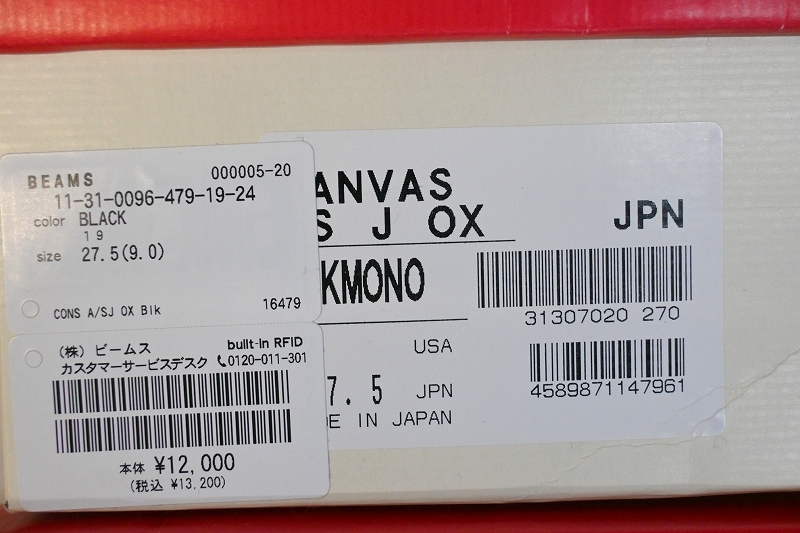 BEAMS 000005-20
11-31-0096-479-19-24
color BLACK
19
size 27.5(9.0)
CONS A/SJ OX Blk 16479
(株) ビームス built-in RFID
カスタマーサービスデスク 0120-011-301
本体 ¥12,000
(税込 ¥13,200)
ANVAS
S J OX JPN
KMONO
31307020 270
USA
7.5 JPN
4589871147961
DE IN JAPAN